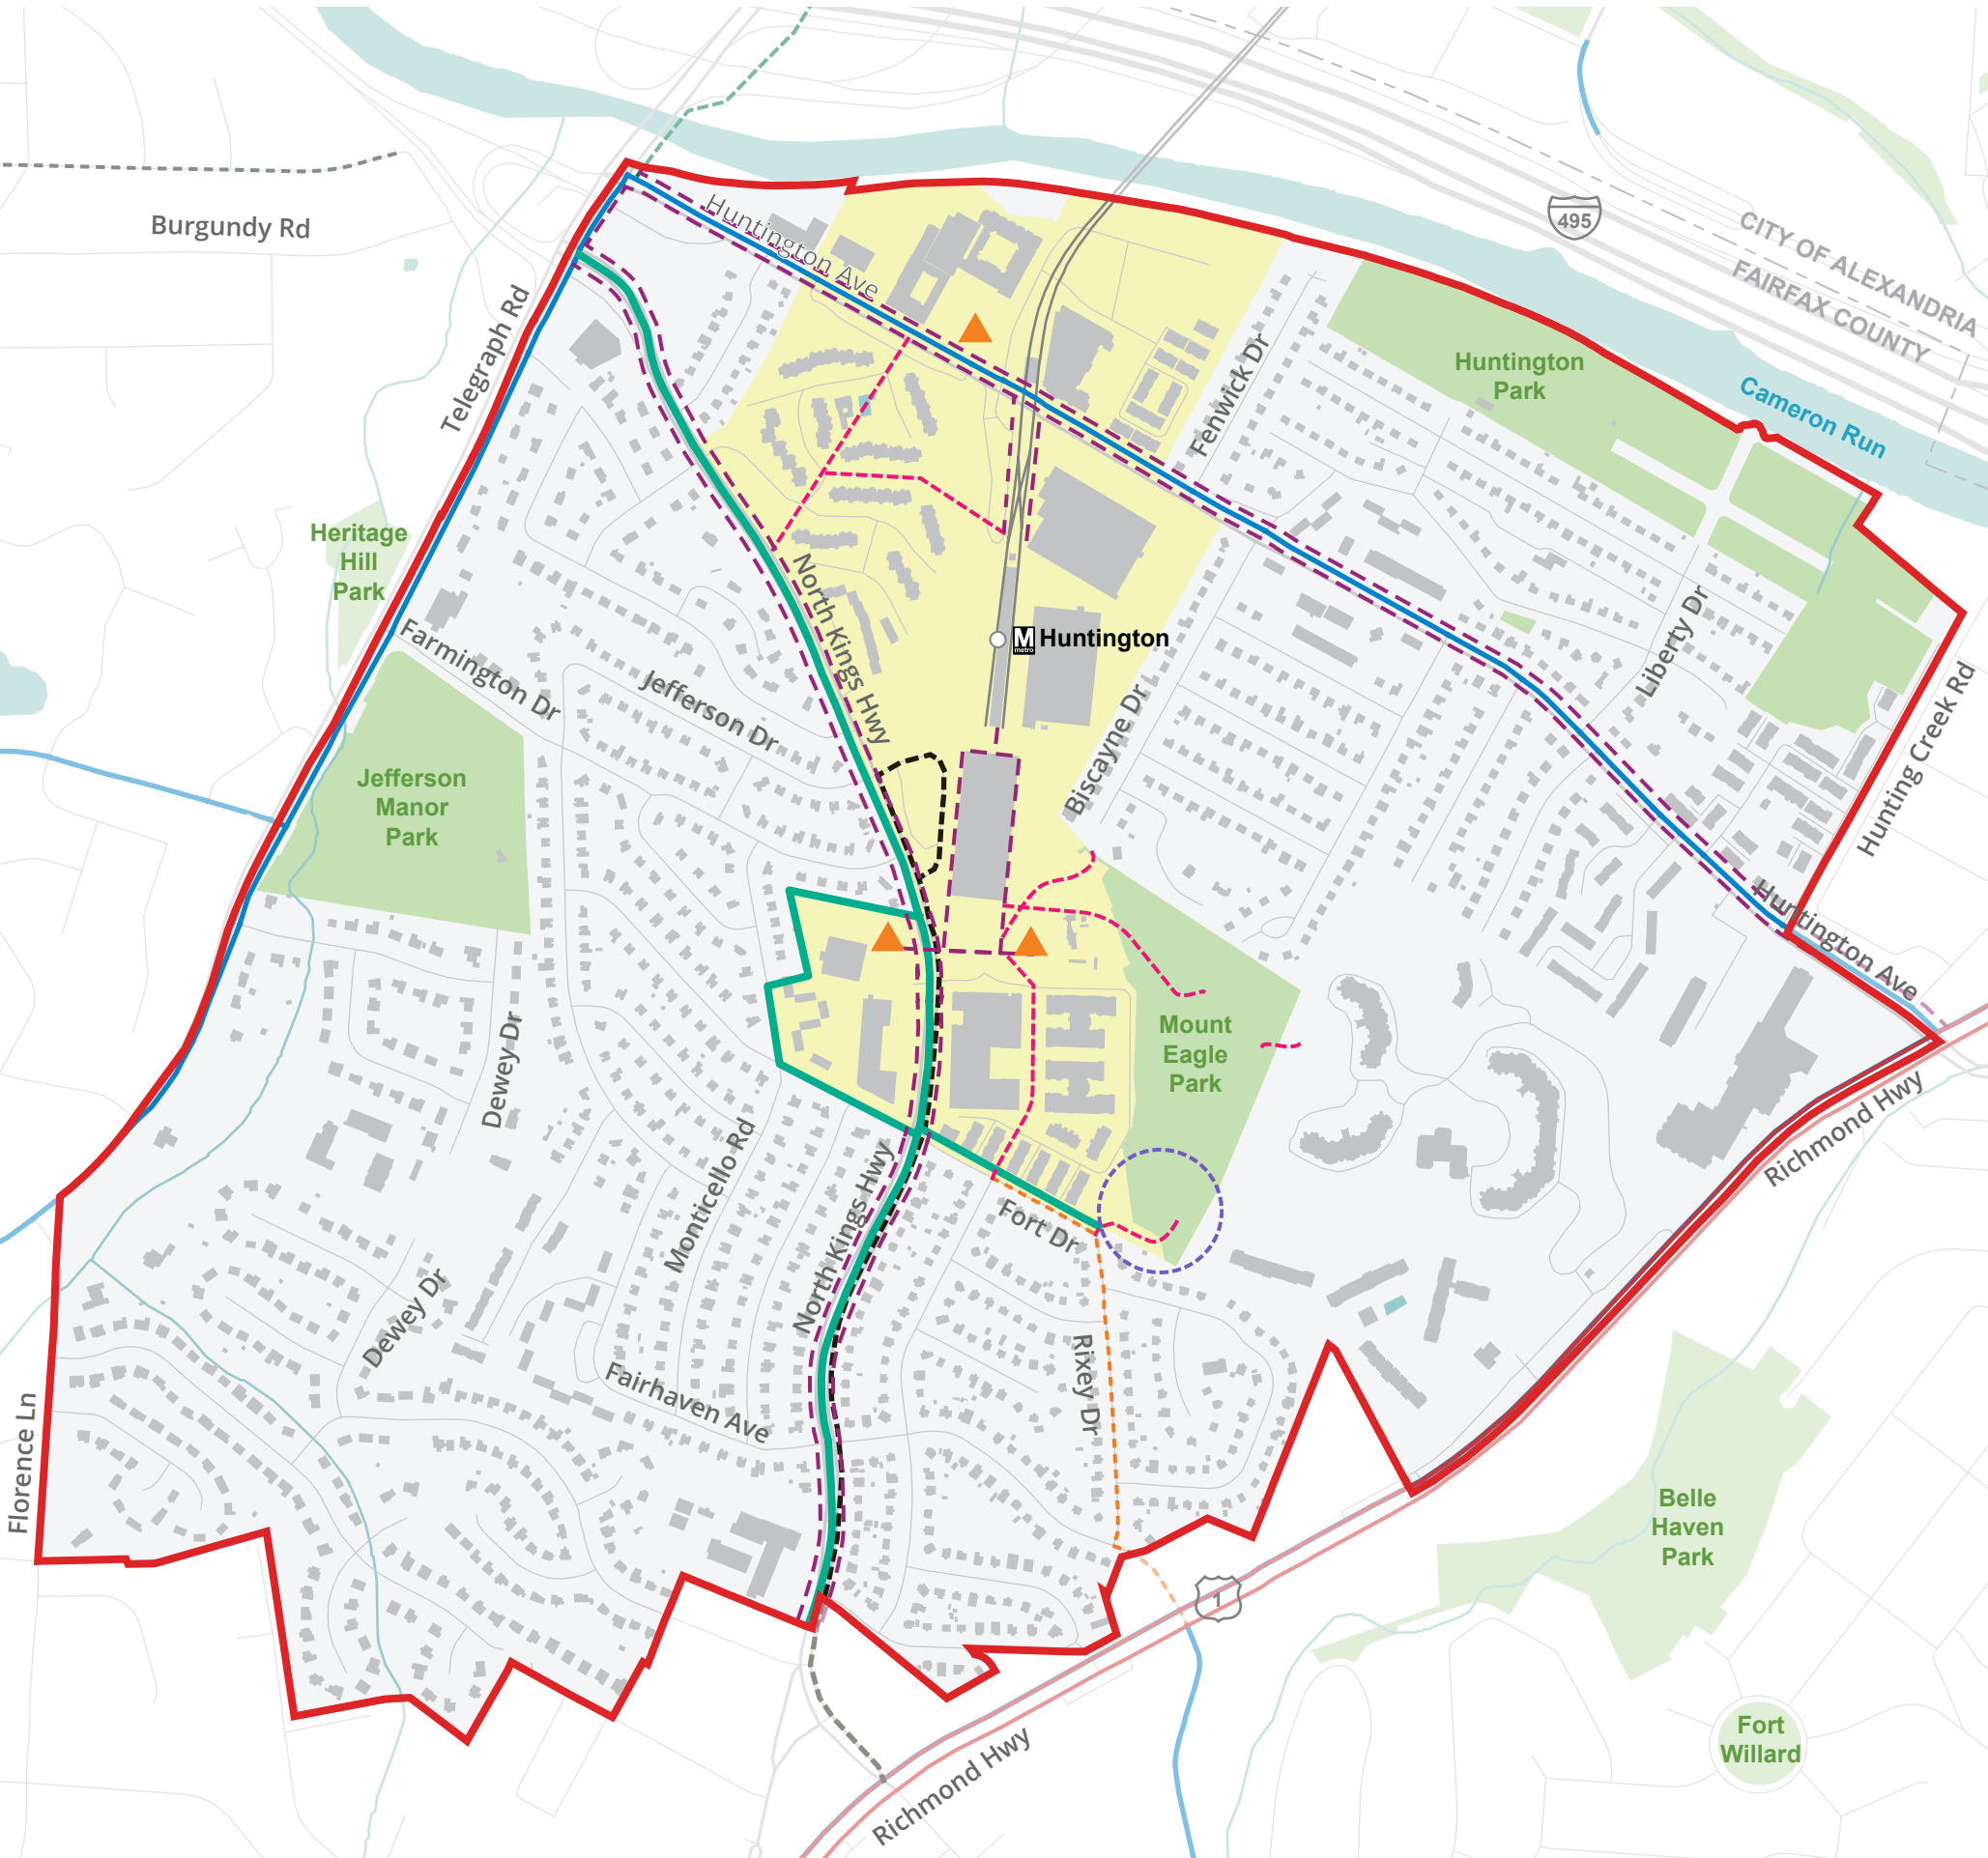 Burgundy Rd
Huntington Ave
495
CITY OF ALEXANDRIA
FAIRFAX COUNTY
Telegraph Rd
Fenwick Dr
Huntington
Park
Cameron Run
Heritage
Hill
Park
North Kings Hwy
M
metro
Huntington
Liberty Dr
Farmington Dr
Jefferson Dr
Biscayne Dr
Hunting Creek Rd
Jefferson
Manor
Park
Huntington Ave
Dewey Dr
Mount
Eagle
Park
Richmond Hwy
Monticello Rd
North Kings Hwy
Fort Dr
Dewey Dr
Rixey Dr
Fairhaven Ave
Florence Ln
Belle
Haven
Park
1
Fort
Willard
Richmond Hwy